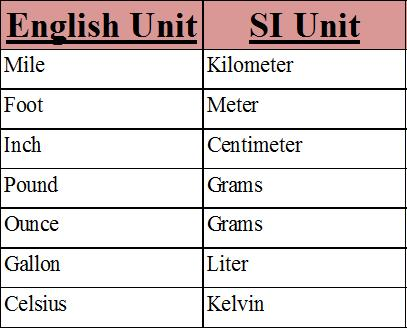 English Unit SI Unit
Mile Kilometer
Foot Meter
Inch Centimeter
Pound Grams
Ounce Grams
Gallon Liter
Celsius Kelvin